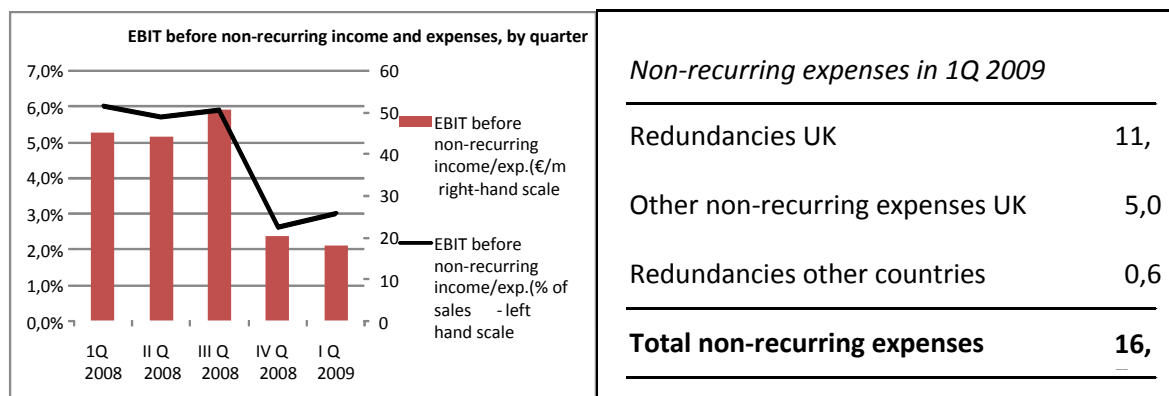 EBIT before non-recurring income and expenses, by quarter
7,0%
6,0%
5,0%
4,0%
3,0%
2,0%
1,0%
0,0%
60
50
40
30
20
10
0
1Q
2008
II Q
2008
III Q
2008
IV Q
2008
I Q
2009
EBIT before
non-recurring
income/exp.(€/m
right-hand scale
EBIT before
non-recurring
income/exp.(% of
sales - left
hand scale
Non-recurring expenses in 1Q 2009
Redundancies UK 11,
Other non-recurring expenses UK 5,0
Redundancies other countries 0,6
Total non-recurring expenses 16,